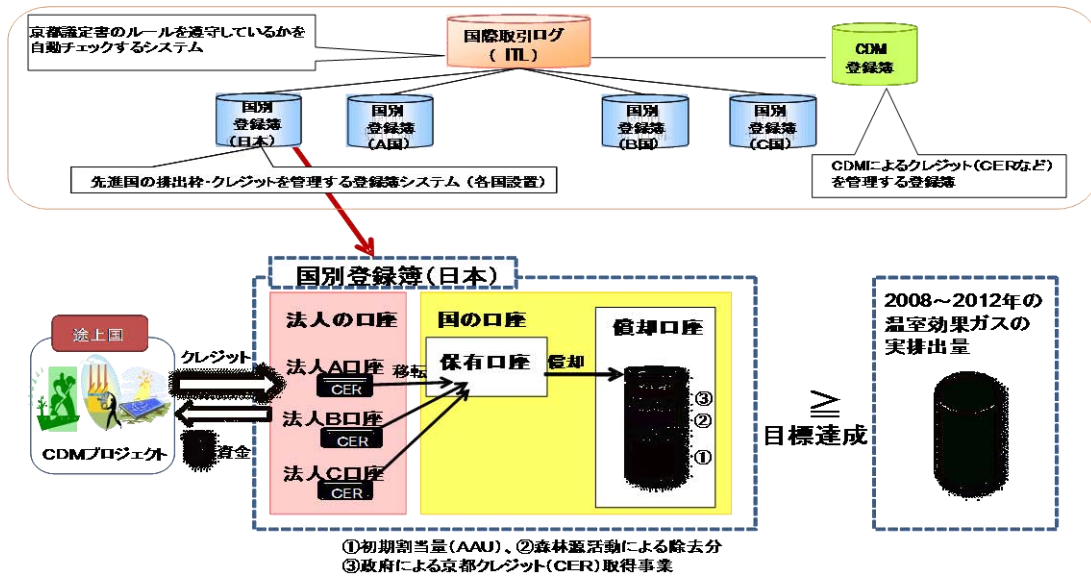 京都議定書のルールを遵守しているかを
自動チェックするシステム
国際取引ログ
( ITL)
CDM
登録簿
国別
登録簿
(日本)
国別
登録簿
(A国)
国別
登録簿
(B国)
国別
登録簿
(C国)
先進国の排出枠・クレジットを管理する登録簿システム (各国設置)
CDMによるクレジット(CERなど)
を管理する登録簿
国別登録簿(日本)
途上国
クレジット
CDMプロジェクト
資金
法人の口座
法人A口座
CER
法人B口座
CER
法人C口座
CER
移転
国の口座
保有口座
償却
償却口座
③
②
①
≧
目標達成
2008~2012年の
温室効果ガスの
実排出量
①初期割当量(AAU)、②森林源活動による除去分
③政府による京都クレジット(CER)取得事業